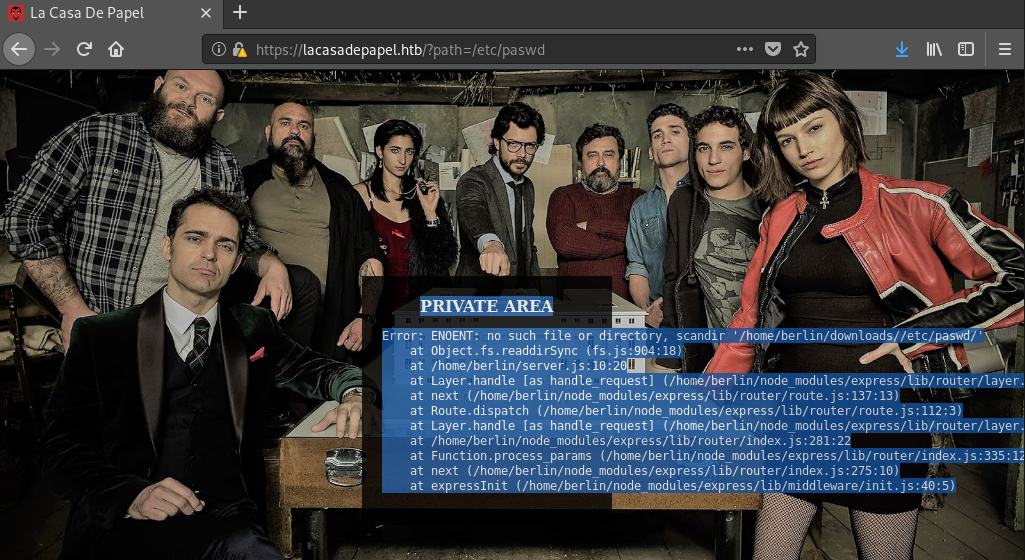 La Casa De Papel
https://lacasadepapel.htb/?path=/etc/paswd
PRIVATE AREA
Error: ENOENT: no such file or directory, scandir '/home/berlin/downloads//etc/paswd/'
at Object.fs.readdirSync (fs.js:904:18)
at /home/berlin/server.js:10:20
at Layer.handle [as handle_request] (/home/berlin/node_modules/express/lib/router/layer.
at next (/home/berlin/node_modules/express/lib/router/route.js:137:13)
at Route.dispatch (/home/berlin/node_modules/express/lib/router/route.js:112:3)
at Layer.handle [as handle_request] (/home/berlin/node_modules/express/lib/router/layer.
at /home/berlin/node_modules/express/lib/router/index.js:281:22
at Function.process_params (/home/berlin/node_modules/express/lib/router/index.js:335:12
at next (/home/berlin/node_modules/express/lib/router/index.js:275:10)
at expressInit (/home/berlin/node_modules/express/lib/middleware/init.js:40:5)